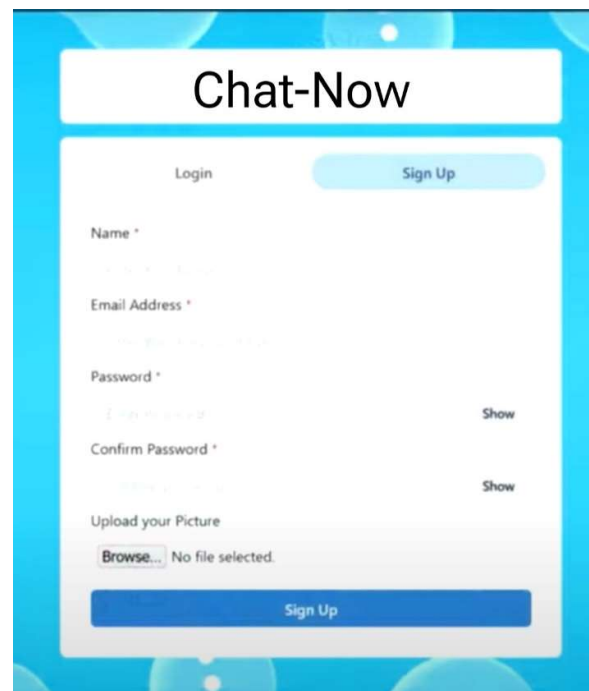 Chat-Now
Login Sign Up
Name *
Email Address *
Password *
Show
Confirm Password *
Show
Upload your Picture
Browse... No file selected.
Sign Up